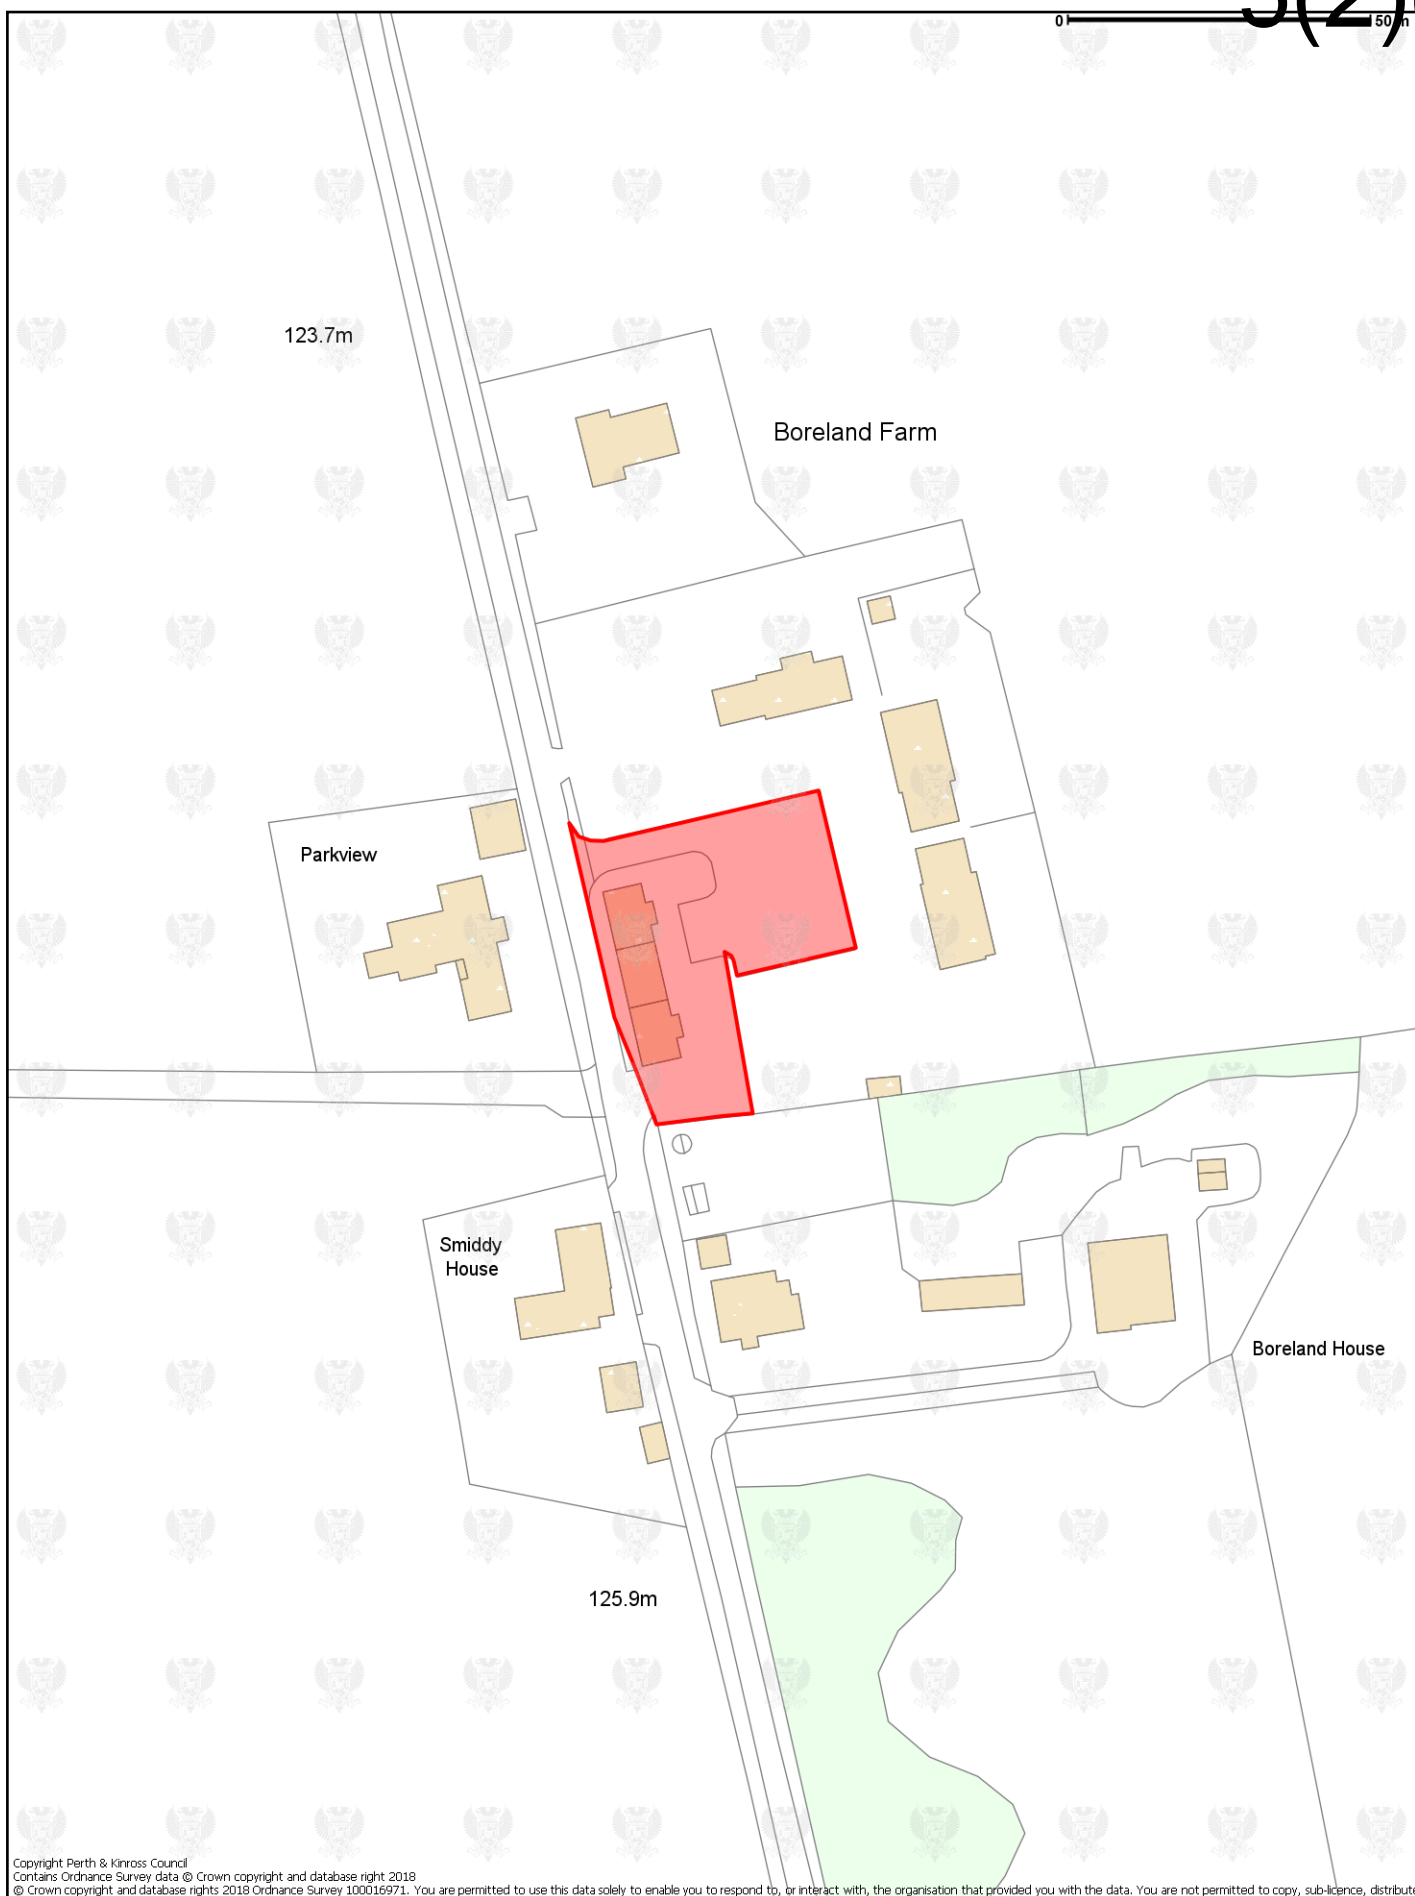 0 50 m
123.7m
Boreland Farm
Parkview
Smiddy
House
Boreland House
125.9m
Copyright Perth & Kinross Council
Contains Ordnance Survey data © Crown copyright and database right 2018
© Crown copyright and database rights 2018 Ordnance Survey 100016971. You are permitted to use this data solely to enable you to respond to, or interact with, the organisation that provided you with the data. You are not permitted to copy, sub-licence, distribute